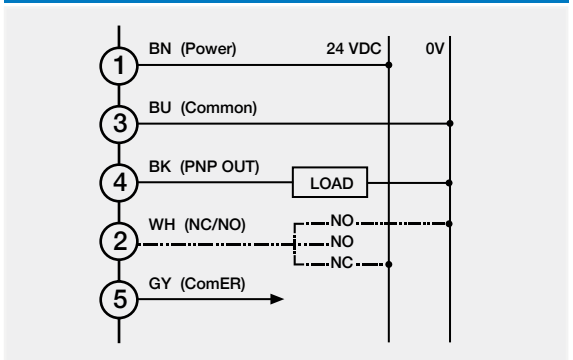 24 VDC 0V
1 BN (Power)
3 BU (Common)
4 BK (PNP OUT) LOAD
2 WH (NC/NO) NO
NO
NC
5 GY (ComER)